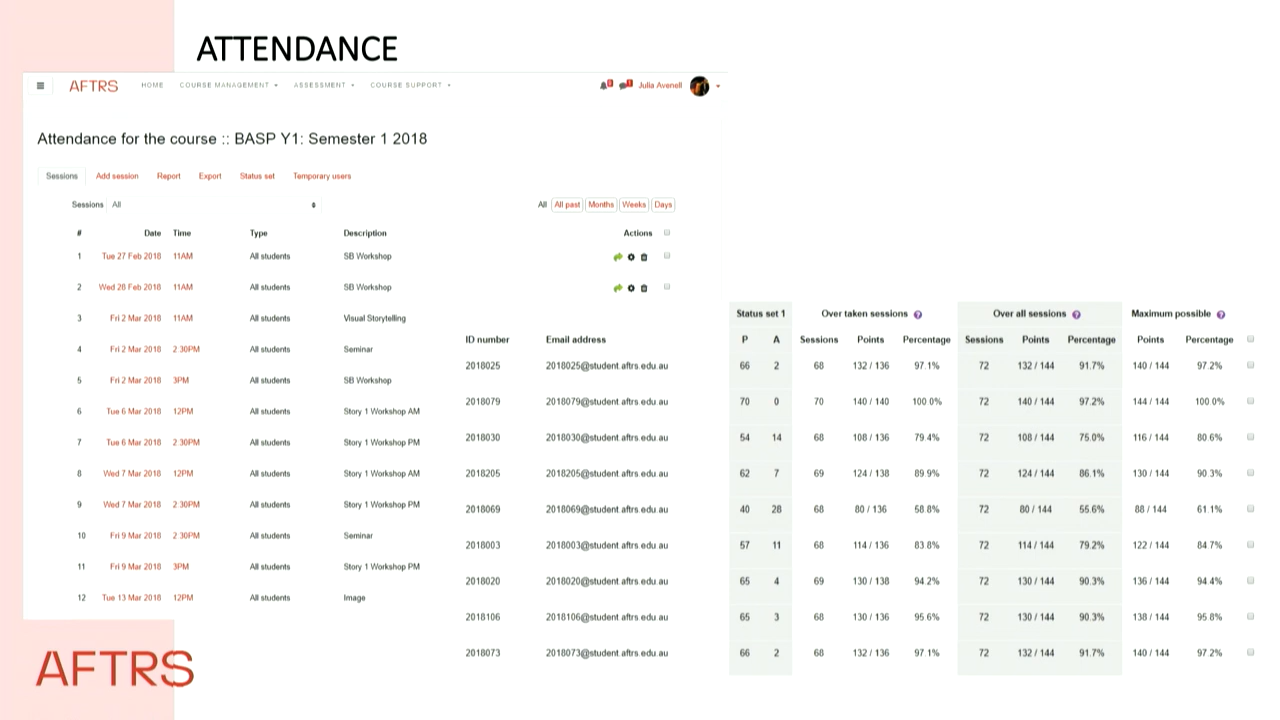 ATTENDANCE
AFTRS HOME COURSE MANAGEMENT ASSESSMENT COURSE SUPPORT Julia Avenell
Attendance for the course :: BASP Y1: Semester 1 2018
Sessions Add session Report Export Status set Temporary users
Sessions All All All past Months Weeks Days
# Date Time Type Description Actions
1 Tue 27 Feb 2018 11AM All students SB Workshop
2 Wed 28 Feb 2018 11AM All students SB Workshop
3 Fri 2 Mar 2018 11AM All students Visual Storytelling
4 Fri 2 Mar 2018 2:30PM All students Seminar
5 Fri 2 Mar 2018 3PM All students SB Workshop
6 Tue 6 Mar 2018 12PM All students Story 1 Workshop AM
7 Tue 6 Mar 2018 2:30PM All students Story 1 Workshop PM
8 Wed 7 Mar 2018 12PM All students Story 1 Workshop AM
9 Wed 7 Mar 2018 2:30PM All students Story 1 Workshop PM
10 Fri 9 Mar 2018 2:30PM All students Seminar
11 Fri 9 Mar 2018 3PM All students Story 1 Workshop PM
12 Tue 13 Mar 2018 12PM All students Image
Status set 1 Over taken sessions Over all sessions Maximum possible
ID number Email address P A Sessions Points Percentage Sessions Points Percentage Points Percentage
2018025 2018025@student.aftrs.edu.au 66 2 68 132 / 136 97.1% 72 132 / 144 91.7% 140 / 144 97.2%
2018079 2018079@student.aftrs.edu.au 70 0 70 140 / 140 100.0% 72 140 / 144 97.2% 144 / 144 100.0%
2018030 2018030@student.aftrs.edu.au 54 14 68 108 / 136 79.4% 72 108 / 144 75.0% 116 / 144 80.6%
2018205 2018205@student.aftrs.edu.au 62 7 69 124 / 138 89.9% 72 124 / 144 86.1% 130 / 144 90.3%
2018069 2018069@student.aftrs.edu.au 40 28 68 80 / 136 58.8% 72 80 / 144 55.6% 88 / 144 61.1%
2018003 2018003@student.aftrs.edu.au 57 11 68 114 / 136 83.8% 72 114 / 144 79.2% 122 / 144 84.7%
2018020 2018020@student.aftrs.edu.au 65 4 69 130 / 138 94.2% 72 130 / 144 90.3% 136 / 144 94.4%
2018106 2018106@student.aftrs.edu.au 65 3 68 130 / 136 95.6% 72 130 / 144 90.3% 138 / 144 95.8%
2018073 2018073@student.aftrs.edu.au 66 2 68 132 / 136 97.1% 72 132 / 144 91.7% 140 / 144 97.2%
AFTRS